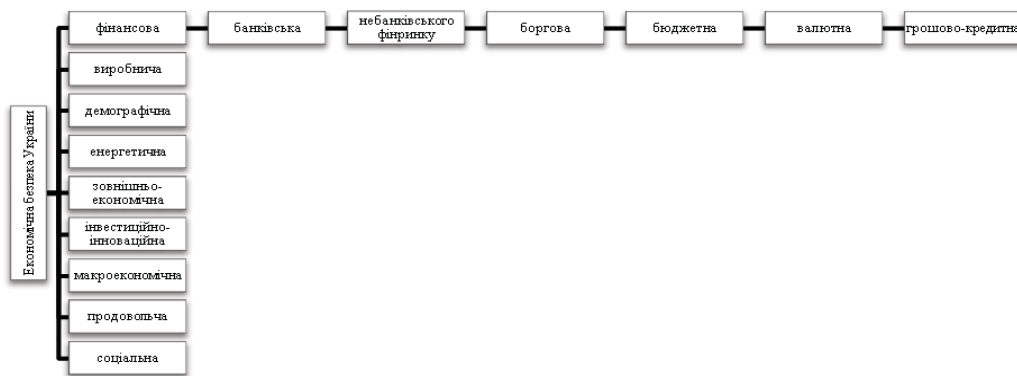 фінансова
банківська
небанківського
фінринку
боргова
бюджетна
валютна
грошово-кредитна
виробнича
демографічна
енергетична
зовнішньо-
економічна
інвестиційно-
інноваційна
макроекономічна
продовольча
соціальна
Економічна безпека України